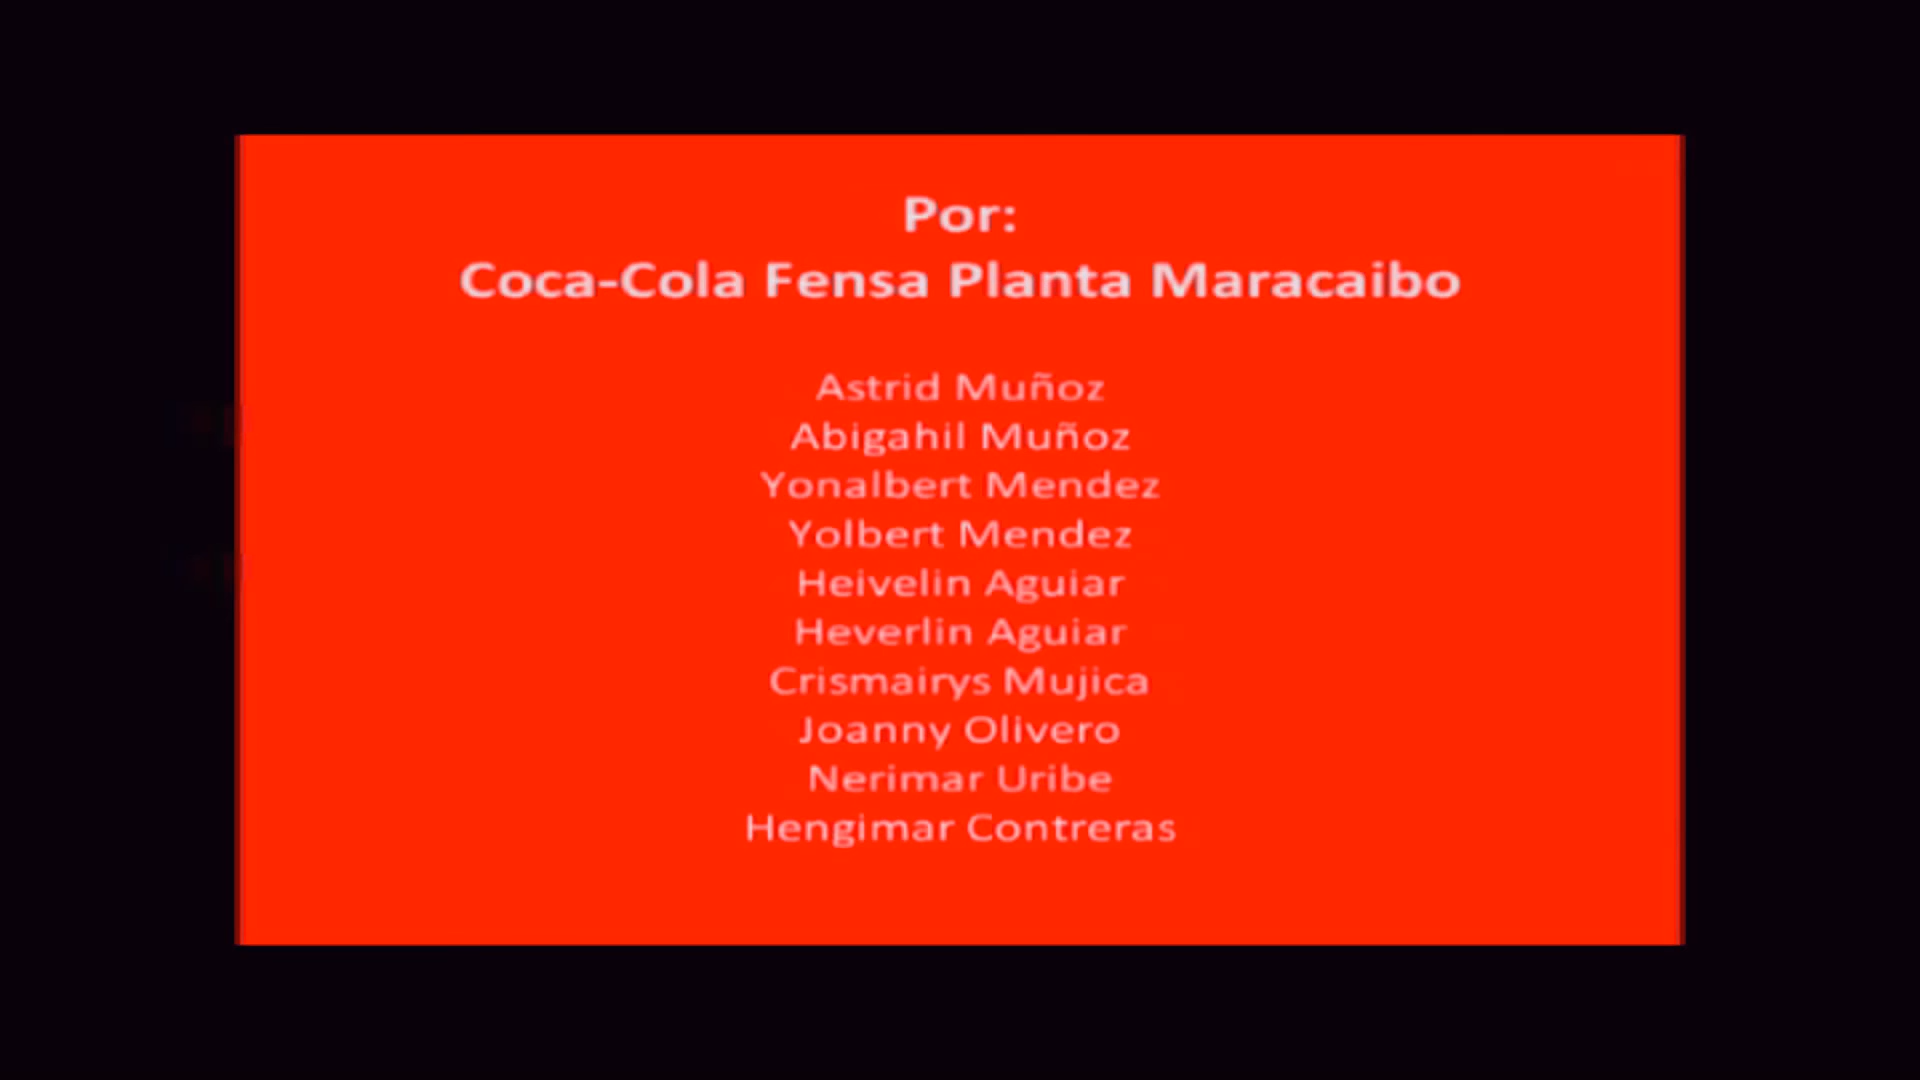 Por:
Coca-Cola Fensa Planta Maracaibo
Astrid Muñoz
Abigahil Muñoz
Yonalbert Mendez
Yolbert Mendez
Heivelin Aguiar
Heverlin Aguiar
Crismairys Mujica
Joanny Olivero
Nerimar Uribe
Hengimar Contreras